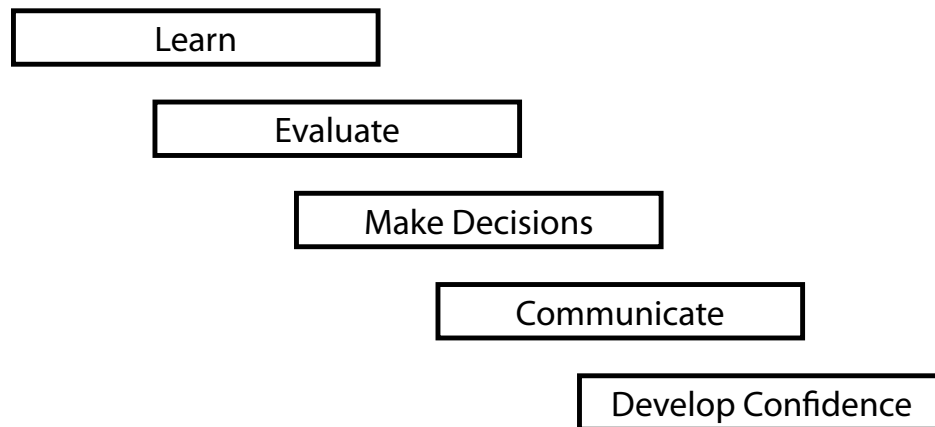 Learn
Evaluate
Make Decisions
Communicate
Develop Confidence